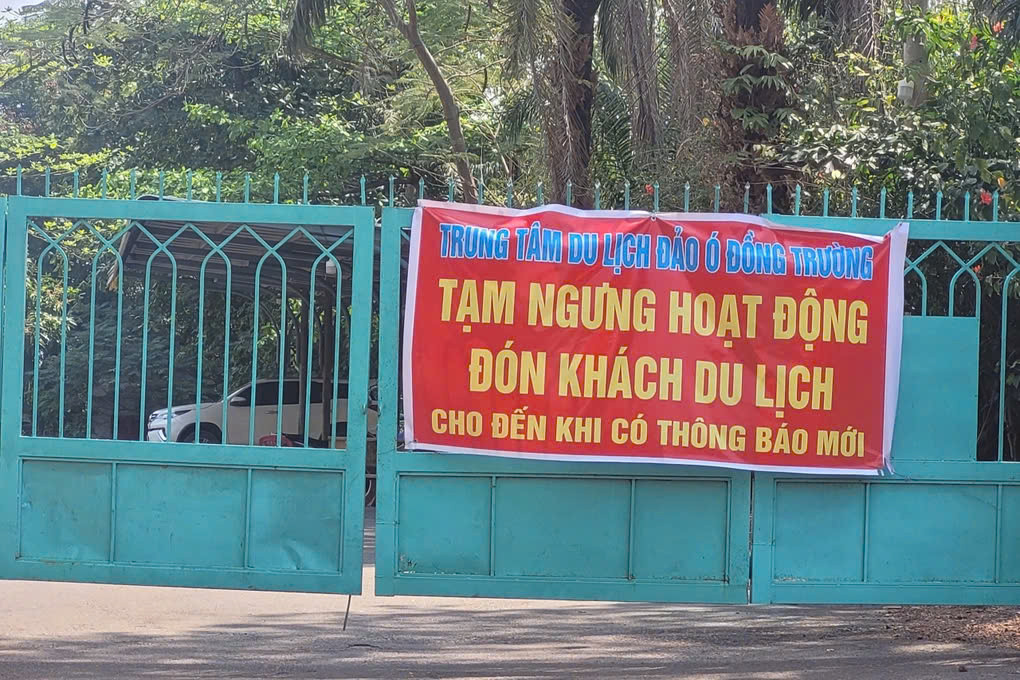 TRUNG TÂM DU LỊCH ĐẢO Ó ĐỒNG TRƯỜNG
TẠM NGƯNG HOẠT ĐỘNG
ĐÓN KHÁCH DU LỊCH
CHO ĐẾN KHI CÓ THÔNG BÁO MỚI